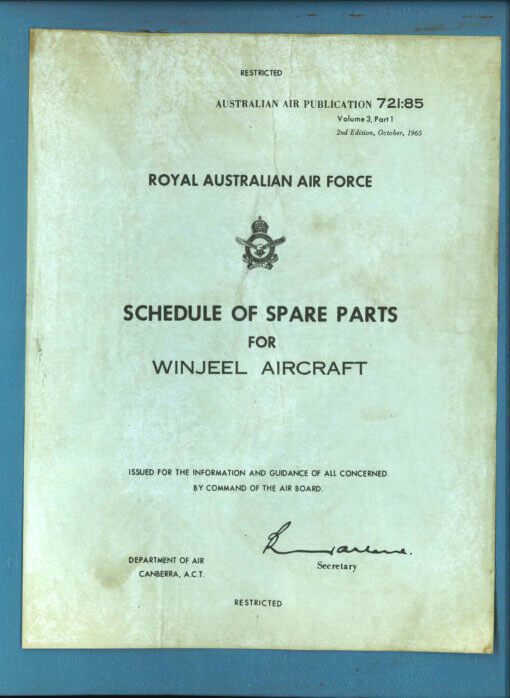 RESTRICTED
AUSTRALIAN AIR PUBLICATION 721:85
Volume 3, Part 1
2nd Edition, October, 1965
ROYAL AUSTRALIAN AIR FORCE
SCHEDULE OF SPARE PARTS
FOR
WINJEEL AIRCRAFT
ISSUED FOR THE INFORMATION AND GUIDANCE OF ALL CONCERNED
BY COMMAND OF THE AIR BOARD.
Secretary
DEPARTMENT OF AIR
CANBERRA, A.C.T.
RESTRICTED